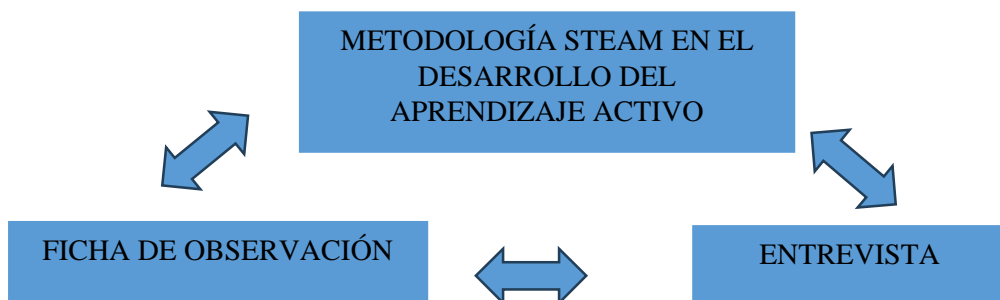 METODOLOGÍA STEAM EN EL
DESARROLLO DEL
APRENDIZAJE ACTIVO
FICHA DE OBSERVACIÓN
ENTREVISTA